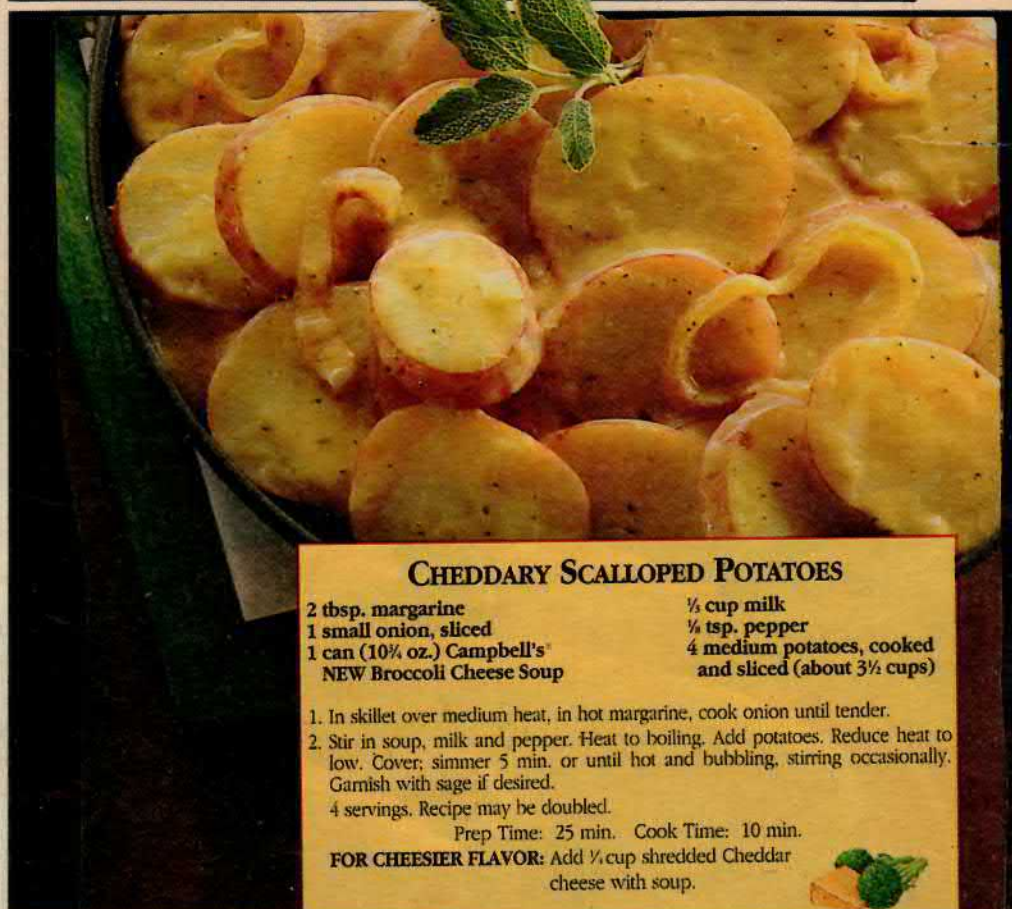 CHEDDARY SCALLOPED POTATOES
2 tbsp. margarine
1 small onion, sliced
1 can (10¾ oz.) Campbell's®
NEW Broccoli Cheese Soup
⅓ cup milk
⅛ tsp. pepper
4 medium potatoes, cooked
and sliced (about 3½ cups)
1. In skillet over medium heat, in hot margarine, cook onion until tender.
2. Stir in soup, milk and pepper. Heat to boiling. Add potatoes. Reduce heat to
low. Cover; simmer 5 min. or until hot and bubbling, stirring occasionally.
Garnish with sage if desired.
4 servings. Recipe may be doubled.
Prep Time: 25 min. Cook Time: 10 min.
FOR CHEESIER FLAVOR: Add cup shredded Cheddar
cheese with soup.